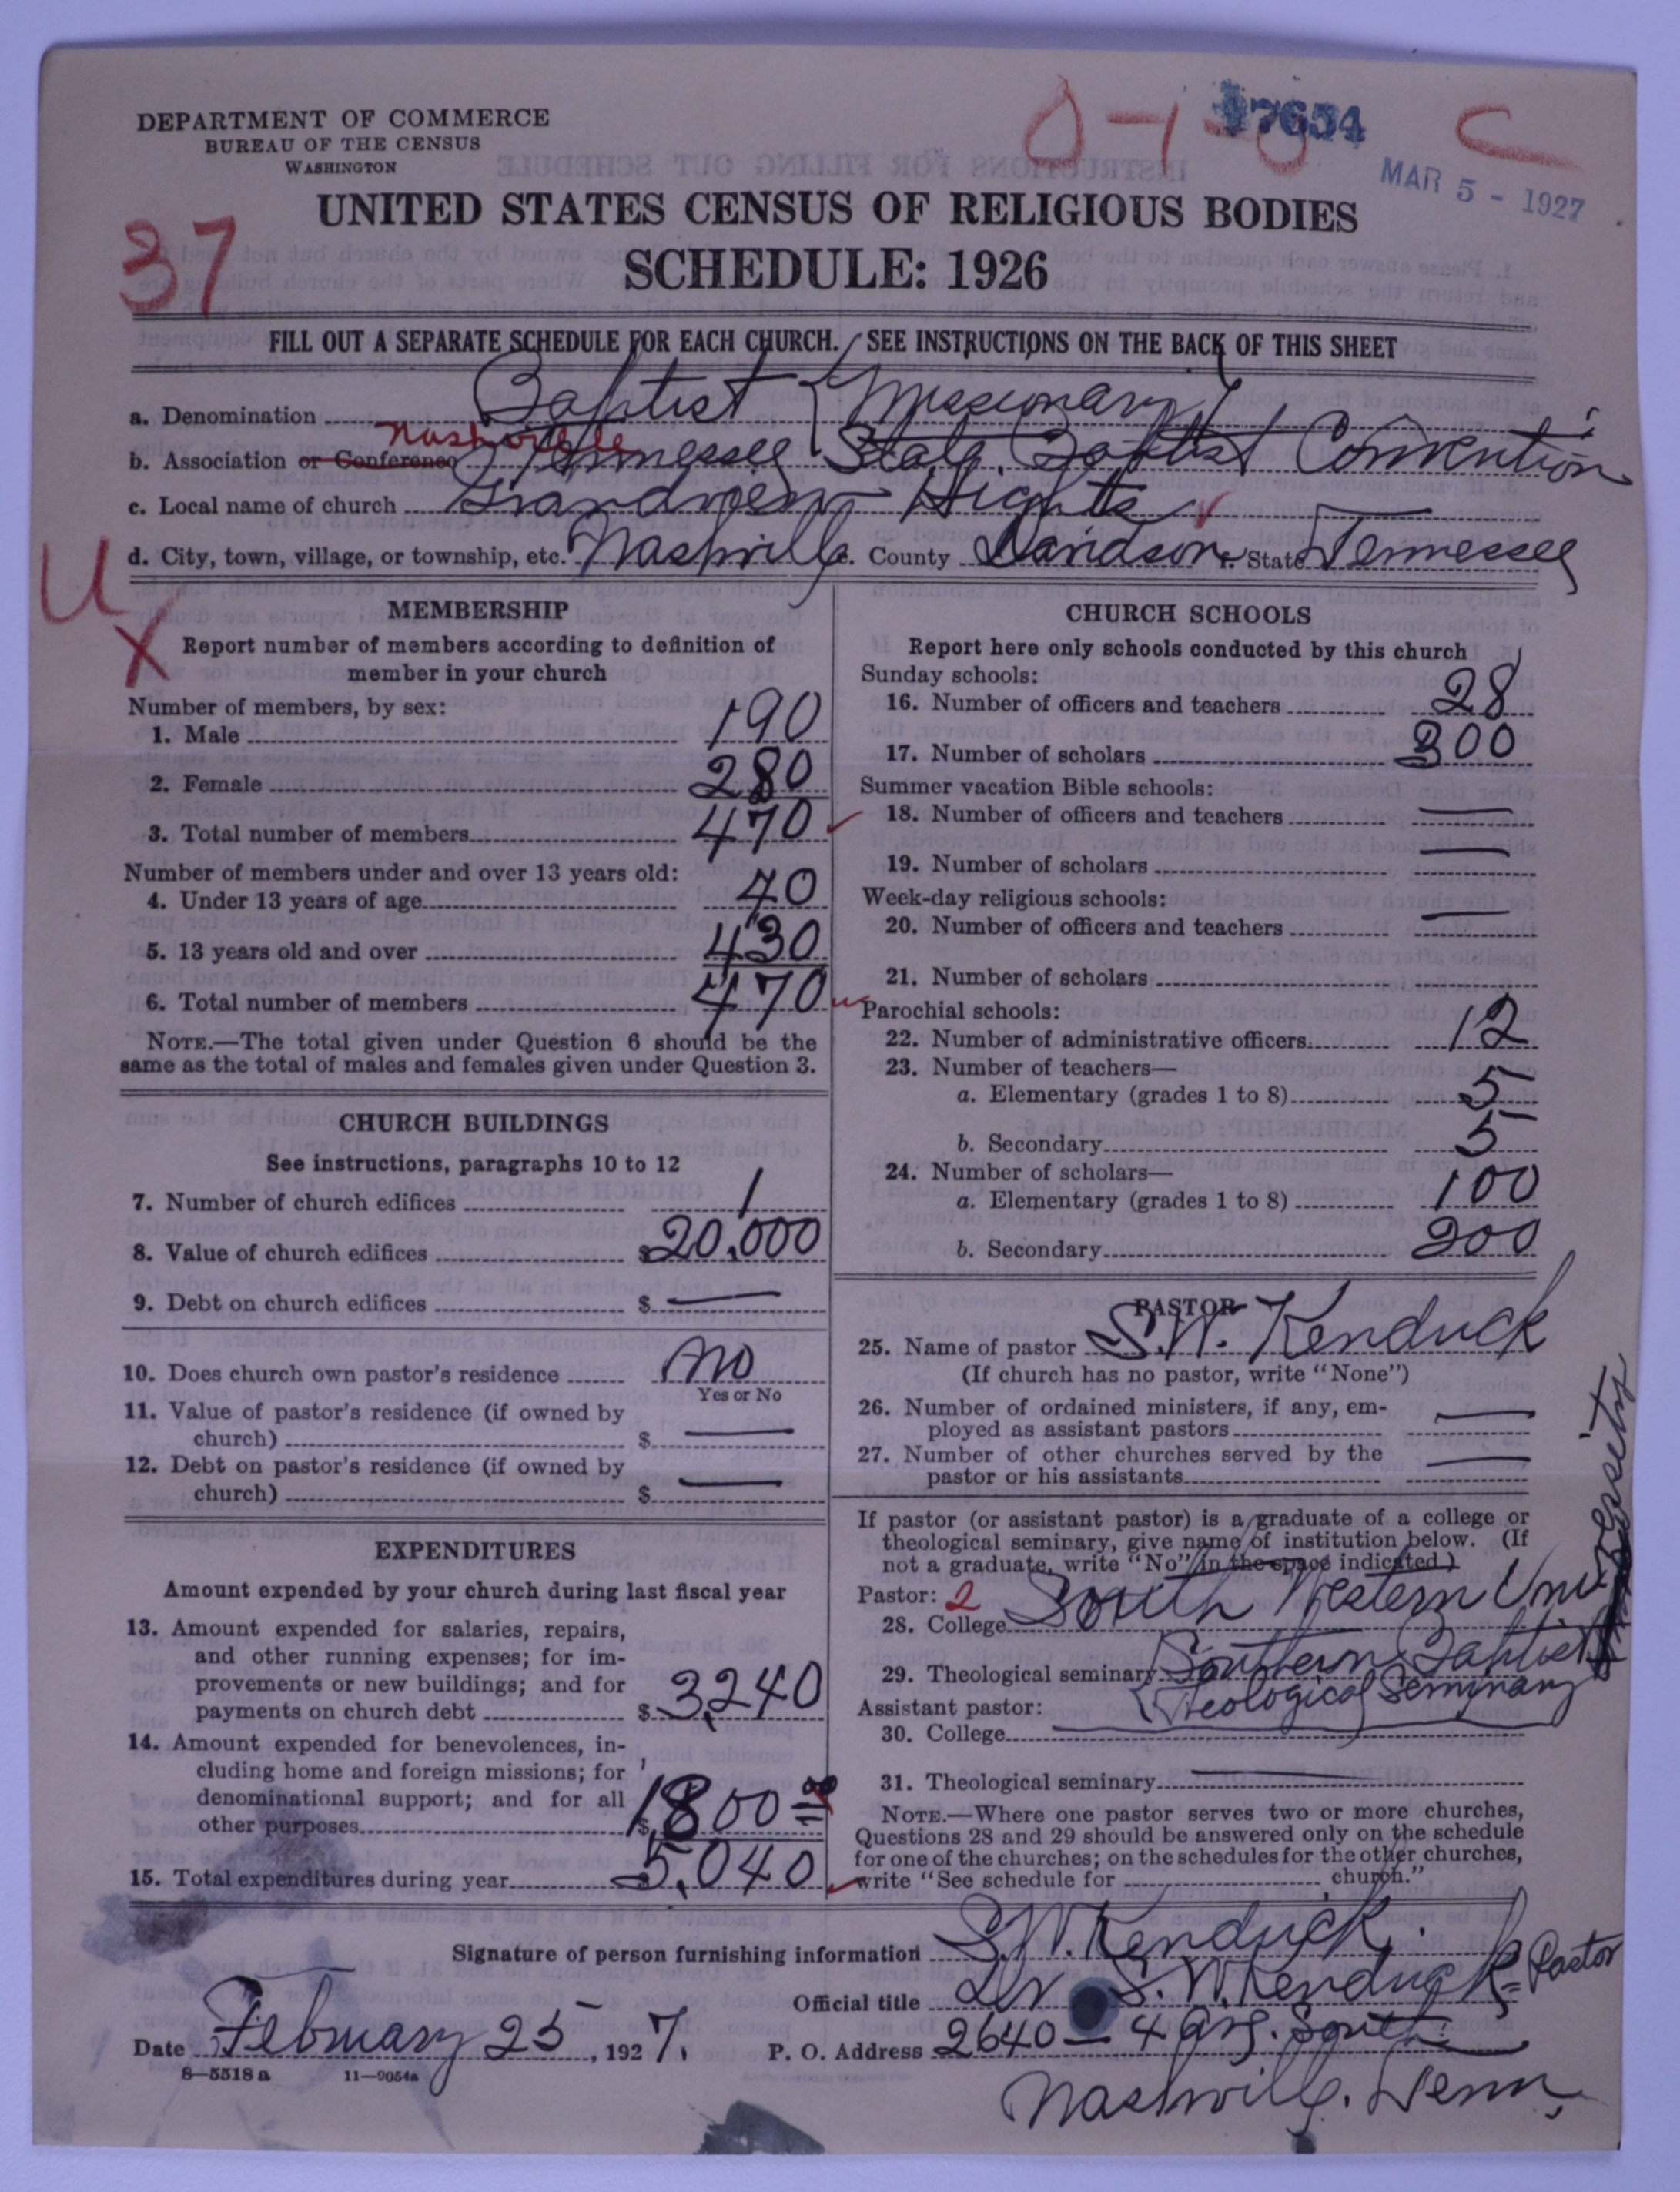 DEPARTMENT OF COMMERCE
BUREAU OF THE CENSUS
WASHINGTON
17654
C
MAR 5 - 1927
37
UNITED STATES CENSUS OF RELIGIOUS BODIES
SCHEDULE: 1926
FILL OUT A SEPARATE SCHEDULE FOR EACH CHURCH. SEE INSTRUCTIONS ON THE BACK OF THIS SHEET
a. Denomination Baptist { Missionary
Nashville
b. Association or Conference Tennessee State Baptist Convention
c. Local name of church Grandview Hights
d. City, town, village, or township, etc. Nashville e. County Davidson f. State Tennessee
U
X
MEMBERSHIP
Report number of members according to definition of
member in your church
Number of members, by sex:
1. Male 190
2. Female 280
3. Total number of members 470
Number of members under and over 13 years old:
4. Under 13 years of age 40
5. 13 years old and over 430
6. Total number of members 470
NOTE.—The total given under Question 6 should be the
same as the total of males and females given under Question 3.
CHURCH BUILDINGS
See instructions, paragraphs 10 to 12
7. Number of church edifices 1
8. Value of church edifices $20,000
9. Debt on church edifices $ —
10. Does church own pastor's residence no
Yes or No
11. Value of pastor's residence (if owned by
church) $ —
12. Debt on pastor's residence (if owned by
church) $ —
EXPENDITURES
Amount expended by your church during last fiscal year
13. Amount expended for salaries, repairs,
and other running expenses; for im-
provements or new buildings; and for
payments on church debt $3,240
14. Amount expended for benevolences, in-
cluding home and foreign missions; for
denominational support; and for all
other purposes $1800 00
15. Total expenditures during year 5,040
CHURCH SCHOOLS
Report here only schools conducted by this church
Sunday schools:
16. Number of officers and teachers 28
17. Number of scholars 300
Summer vacation Bible schools:
18. Number of officers and teachers —
19. Number of scholars —
Week-day religious schools:
20. Number of officers and teachers —
21. Number of scholars
Parochial schools:
22. Number of administrative officers 12
23. Number of teachers—
a. Elementary (grades 1 to 8) 5
b. Secondary 5
24. Number of scholars—
a. Elementary (grades 1 to 8) 100
b. Secondary 200
PASTOR
25. Name of pastor S.W. Kenduck
(If church has no pastor, write "None")
26. Number of ordained ministers, if any, em-
ployed as assistant pastors —
27. Number of other churches served by the
pastor or his assistants —
If pastor (or assistant pastor) is a graduate of a college or
theological seminary, give name of institution below. (If
not a graduate, write "No" in the space indicated.)
Pastor: 2
28. College South Western University
29. Theological seminary Southern Baptist
Teological Seminary
Assistant pastor:
30. College
31. Theological seminary —
NOTE.—Where one pastor serves two or more churches,
Questions 28 and 29 should be answered only on the schedule
for one of the churches; on the schedules for the other churches,
write "See schedule for church."
Signature of person furnishing information S.W. Kenduck.
Official title Dr S.W. Kenduck = Pastor
Date February 25, 1927. P. O. Address 2640 – 4 Ave. South
8—5518 a 11—9054a
Nashville. Tenn.